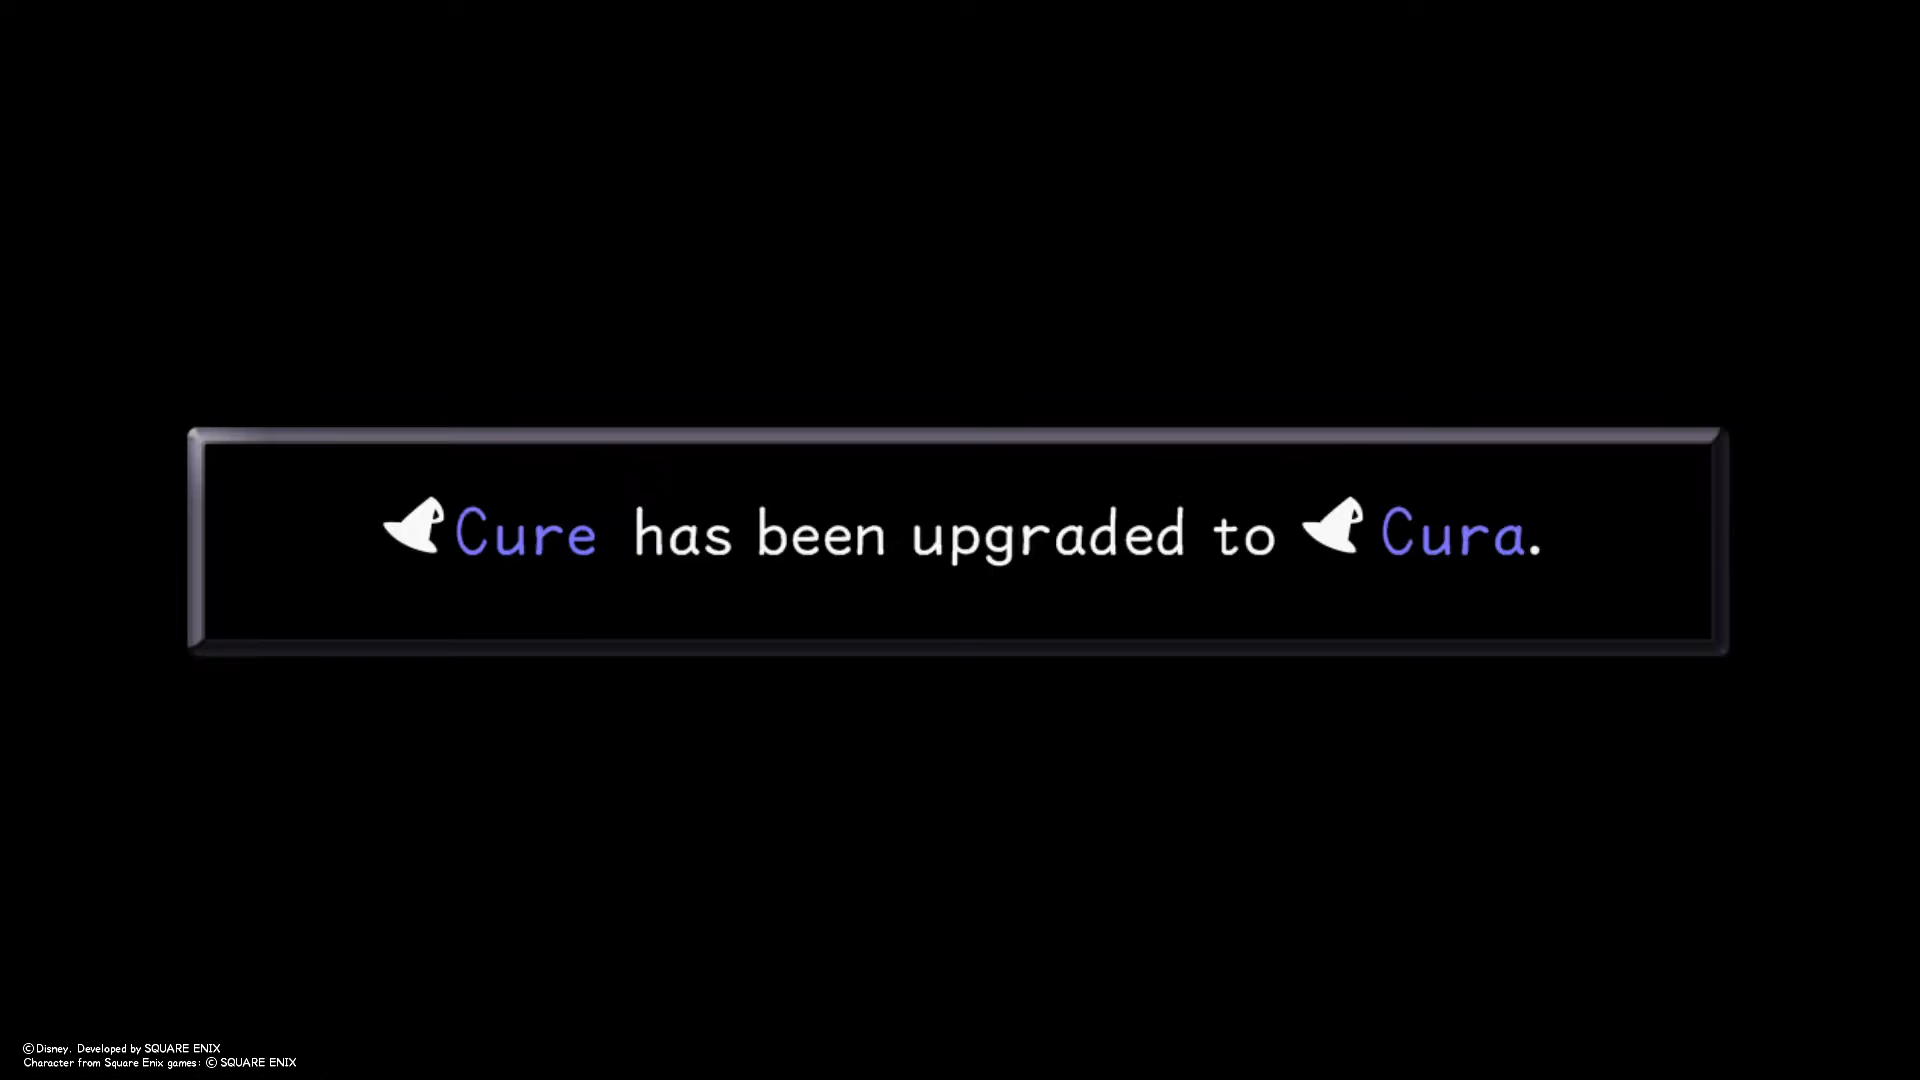 Cure has been upgraded to Cura.
©Disney. Developed by SQUARE ENIX
Character from Square Enix games: © SQUARE ENIX